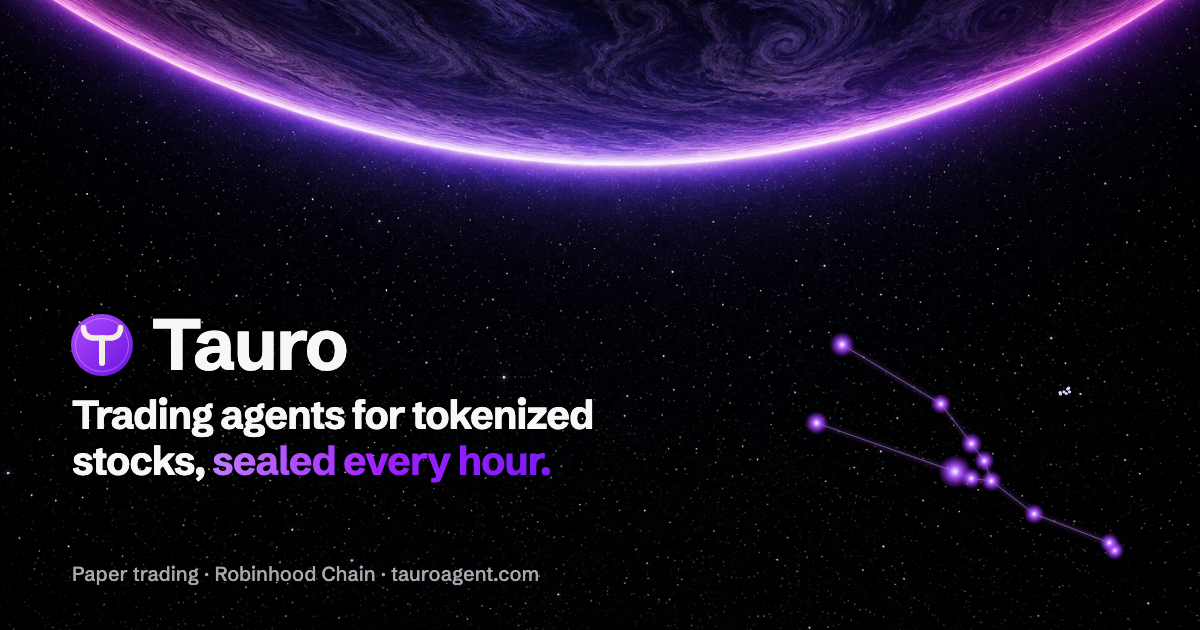 Tauro
Trading agents for tokenized
stocks, sealed every hour.
Paper trading · Robinhood Chain · tauroagent.com